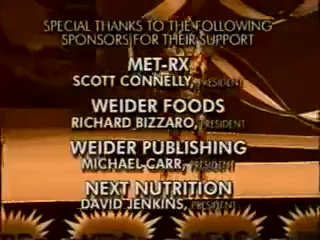 SPECIAL THANKS TO THE FOLLOWING
SPONSORS FOR THEIR SUPPORT
MET-RX
SCOTT CONNELLY, PRESIDENT
WEIDER FOODS
RICHARD BIZZARO, PRESIDENT
WEIDER PUBLISHING
MICHAEL CARR, PRESIDENT
NEXT NUTRITION
DAVID JENKINS, PRESIDENT